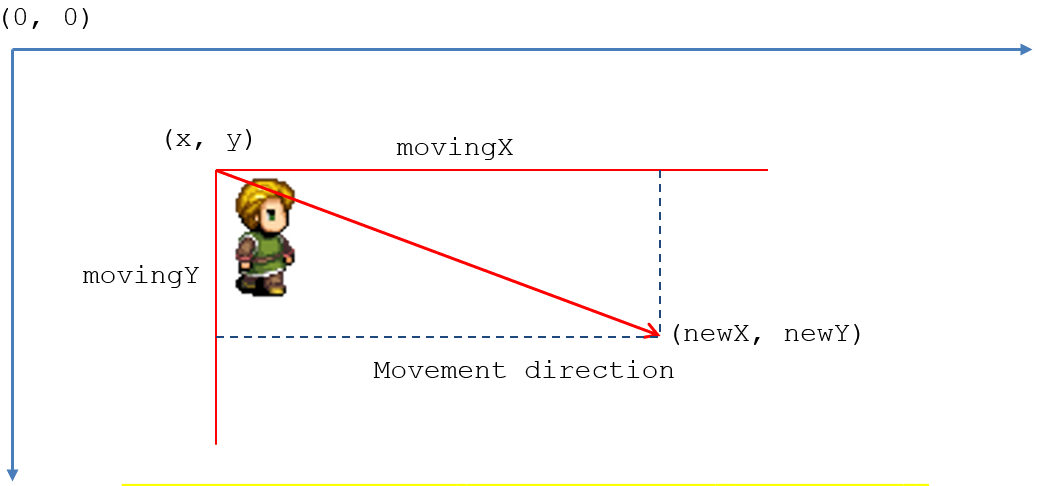 (0, 0)
(x, y)
movingX
movingY
(newX, newY)
Movement direction